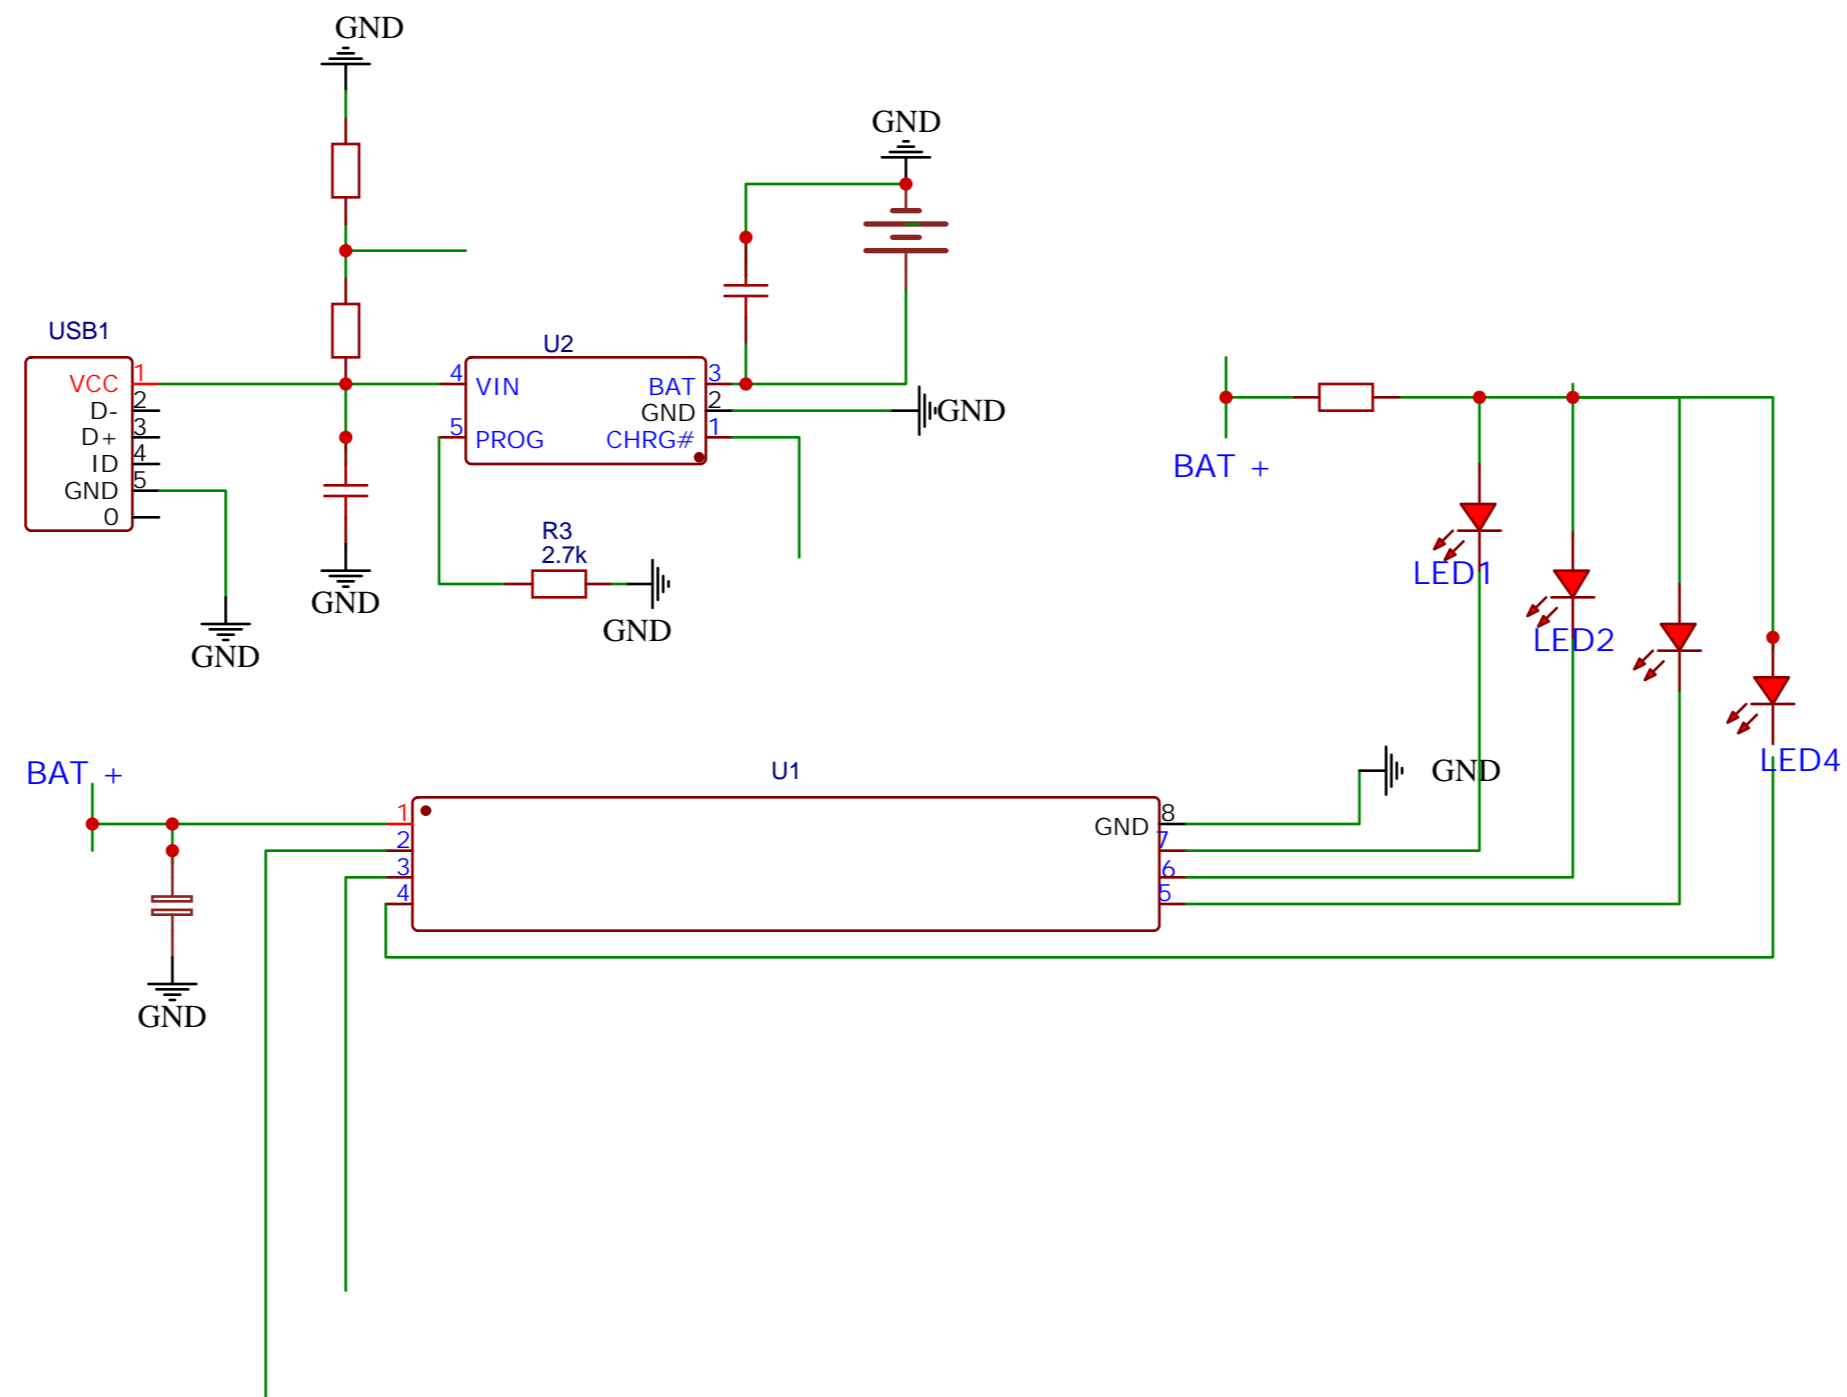 GND
GND
USB1
VCC 1
D- 2
D+ 3
ID 4
GND 5
0
U2
4 VIN
5 PROG
BAT 3
GND 2
CHRG# 1
GND
R3
2.7k
GND
GND
GND
BAT +
LED1
LED2
LED4
BAT +
U1
GND
1
2
3
4
GND 8
7
6
5
GND